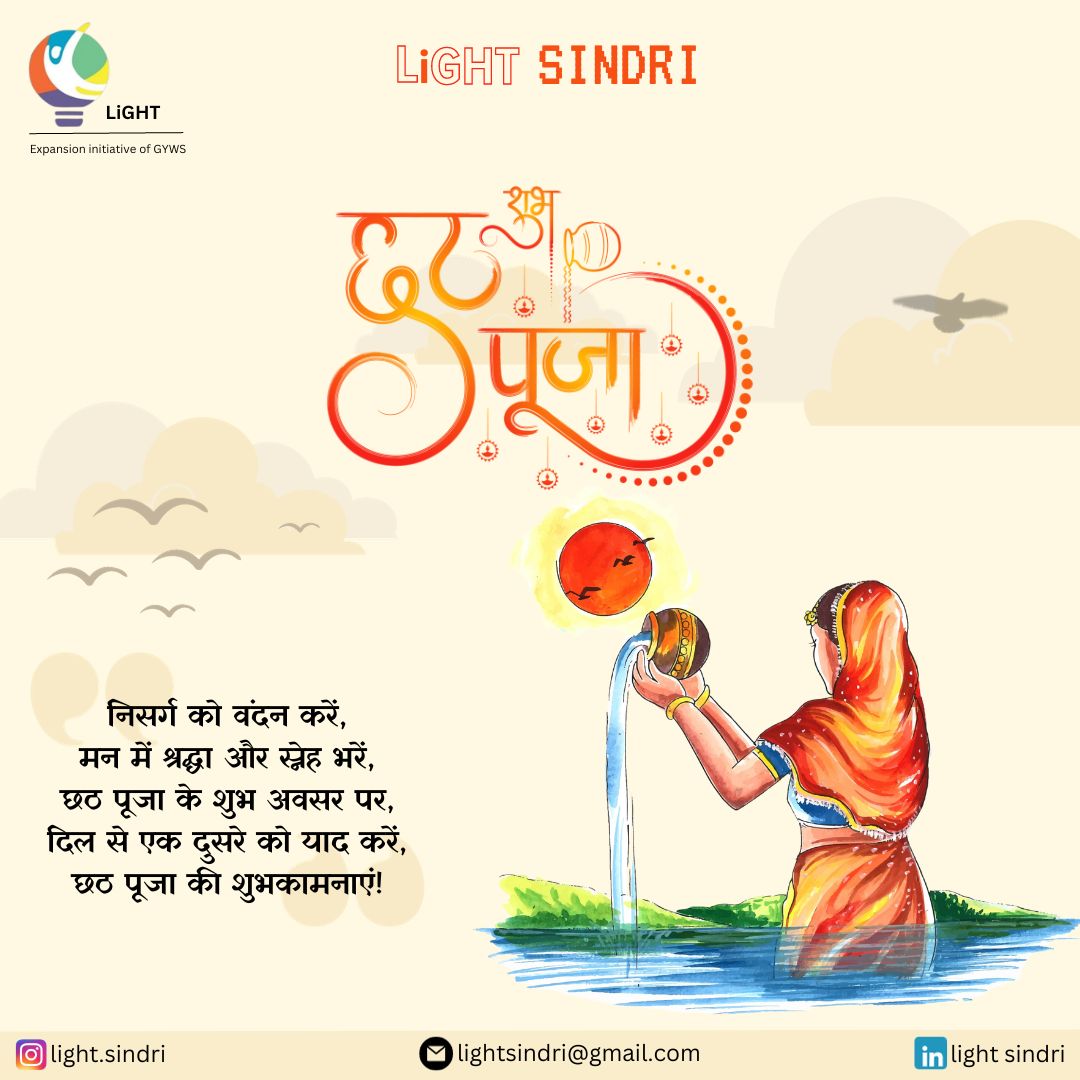 LiGHT SINDRI
LiGHT
Expansion initiative of GYWS
शुभ
छठ
पूजा
निसर्ग को वंदन करें,
मन में श्रद्धा और स्नेह भरें,
छठ पूजा के शुभ अवसर पर,
दिल से एक दुसरे को याद करें,
छठ पूजा की शुभकामनाएं!
light.sindri
lightsindri@gmail.com
light sindri